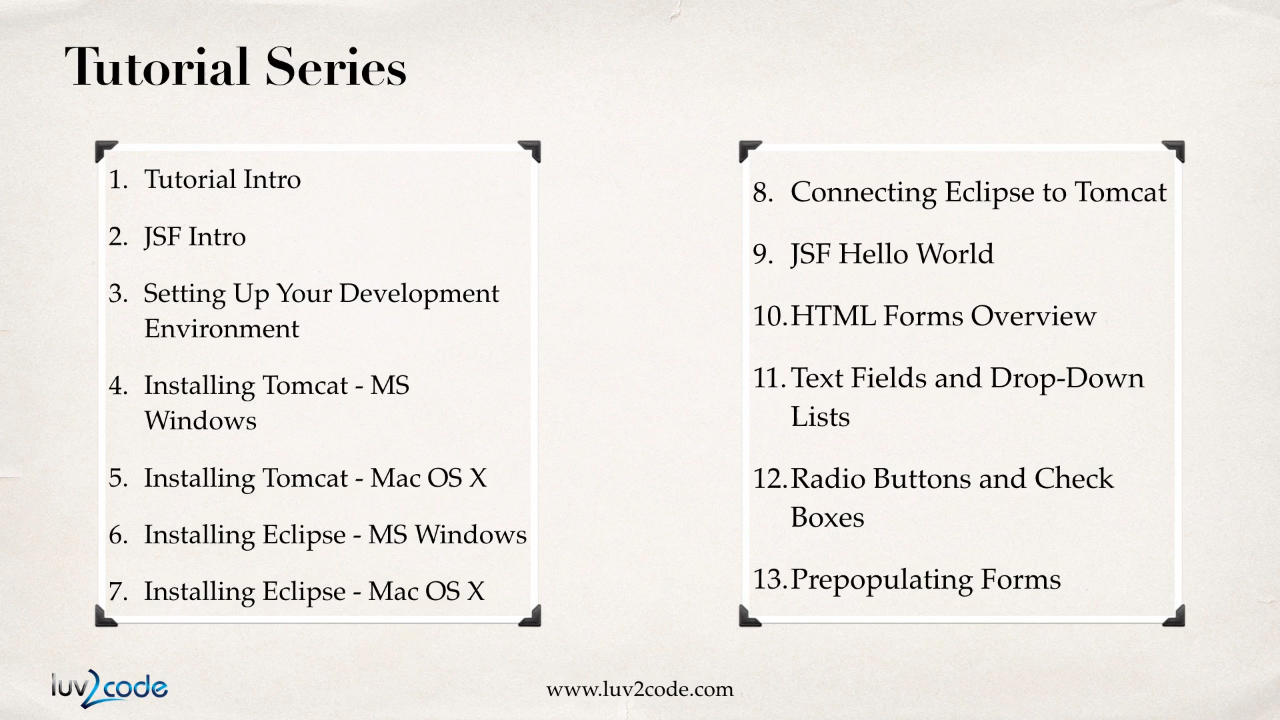 Tutorial Series
1. Tutorial Intro
2. JSF Intro
3. Setting Up Your Development
Environment
4. Installing Tomcat - MS
Windows
5. Installing Tomcat - Mac OS X
6. Installing Eclipse - MS Windows
7. Installing Eclipse - Mac OS X
8. Connecting Eclipse to Tomcat
9. JSF Hello World
10. HTML Forms Overview
11. Text Fields and Drop-Down
Lists
12. Radio Buttons and Check
Boxes
13. Prepopulating Forms
luv2code
www.luv2code.com